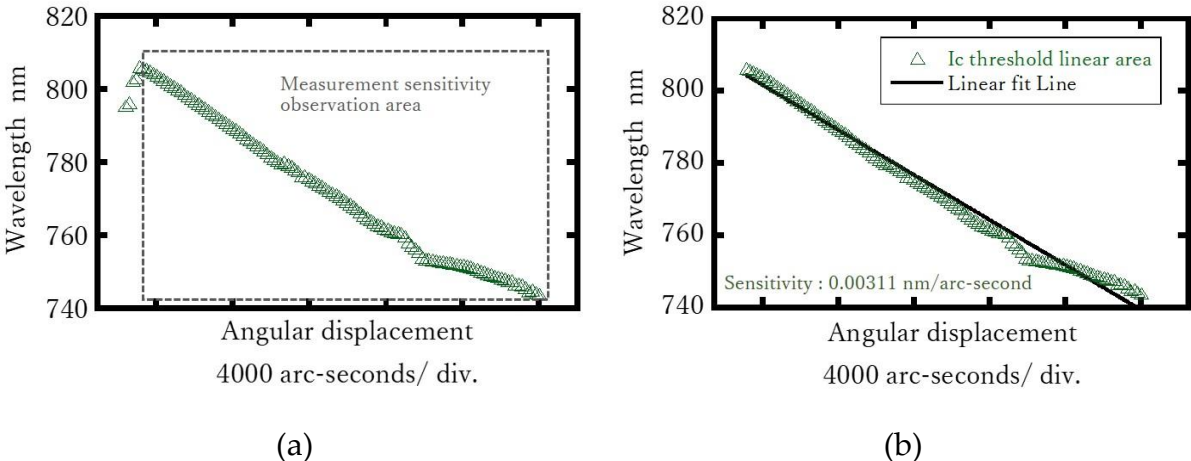 820
800
780
760
740
Wavelength nm
Measurement sensitivity
observation area
Angular displacement
4000 arc-seconds/ div.
(a)
820
800
780
760
740
Wavelength nm
Ic threshold linear area
Linear fit Line
Sensitivity : 0.00311 nm/arc-second
Angular displacement
4000 arc-seconds/ div.
(b)